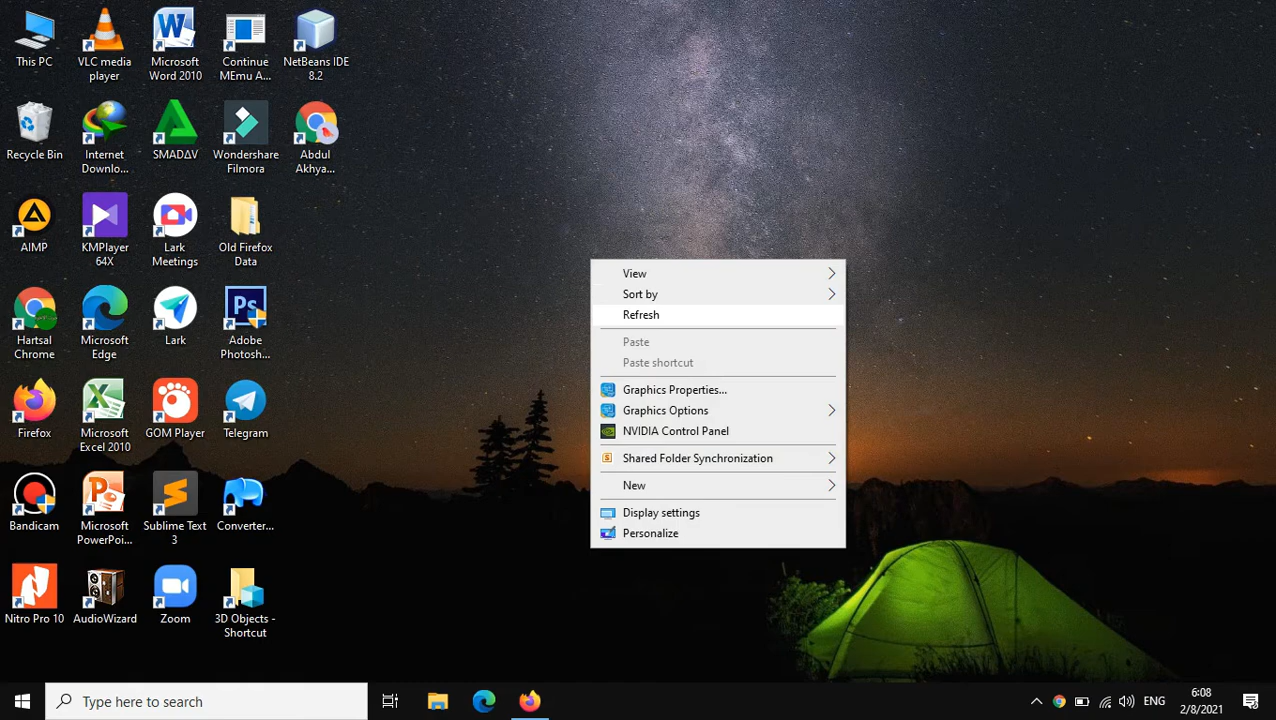 This PC
VLC media
player
Microsoft
Word 2010
Continue
MEmu A...
NetBeans IDE
8.2
Recycle Bin
Internet
Downlo...
SMADΔV
Wondershare
Filmora
Abdul
Akhya...
AIMP
KMPlayer
64X
Lark
Meetings
Old Firefox
Data
Hartsal
Chrome
Microsoft
Edge
Lark
Adobe
Photosh...
Firefox
Microsoft
Excel 2010
GOM Player
Telegram
Bandicam
Microsoft
PowerPoi...
Sublime Text
3
Converter...
Nitro Pro 10
AudioWizard
Zoom
3D Objects -
Shortcut
View
Sort by
Refresh
Paste
Paste shortcut
Graphics Properties...
Graphics Options
NVIDIA Control Panel
Shared Folder Synchronization
New
Display settings
Personalize
Type here to search
ENG
6:08
2/8/2021